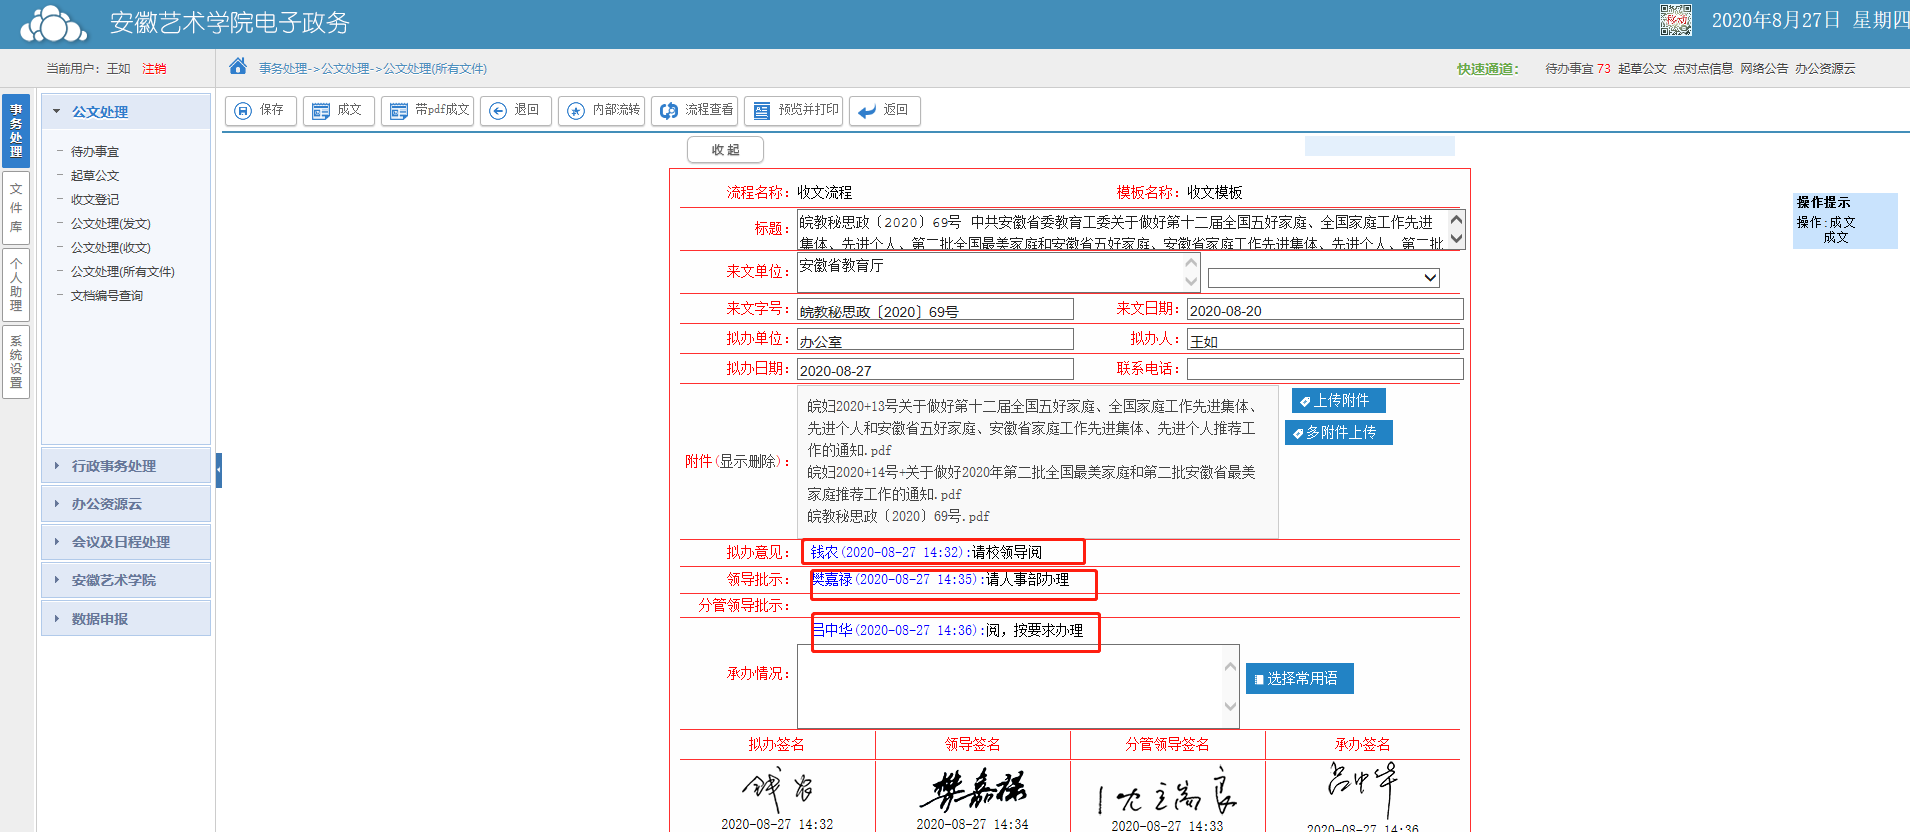 安徽艺术学院电子政务
2020年8月27日 星期四
当前用户：王如 注销
事务处理->公文处理->公文处理(所有文件)
快速通道： 待办事宜 73 起草公文 点对点信息 网络公告 办公资源云
事务处理
文件库
个人助理
系统设置
公文处理
待办事宜
起草公文
收文登记
公文处理(发文)
公文处理(收文)
公文处理(所有文件)
文档编号查询
行政事务处理
办公资源云
会议及日程处理
安徽艺术学院
数据申报
保存 成文 带pdf成文 退回 内部流转 流程查看 预览并打印 返回
收起
操作提示
操作:成文
成文
流程名称：收文流程 模板名称：收文模板
标题：皖教秘思政〔2020〕69号 中共安徽省委教育工委关于做好第十二届全国五好家庭、全国家庭工作先进
集体、先进个人、第二批全国最美家庭和安徽省五好家庭、安徽省家庭工作先进集体、先进个人、第二批
来文单位：安徽省教育厅
来文字号：皖教秘思政〔2020〕69号 来文日期：2020-08-20
拟办单位：办公室 拟办人：王如
拟办日期：2020-08-27 联系电话：
附件(显示删除)：
皖妇2020+13号关于做好第十二届全国五好家庭、全国家庭工作先进集体、
先进个人和安徽省五好家庭、安徽省家庭工作先进集体、先进个人推荐工
作的通知.pdf
皖妇2020+14号+关于做好2020年第二批全国最美家庭和第二批安徽省最美
家庭推荐工作的通知.pdf
皖教秘思政〔2020〕69号.pdf
上传附件
多附件上传
拟办意见：钱农(2020-08-27 14:32):请校领导阅
领导批示：樊嘉禄(2020-08-27 14:35):请人事部办理
分管领导批示：
吕中华(2020-08-27 14:36):阅，按要求办理
承办情况：
选择常用语
拟办签名 领导签名 分管领导签名 承办签名
钱农 樊嘉禄 吕中华
2020-08-27 14:32 2020-08-27 14:34 2020-08-27 14:33 2020-08-27 14:36